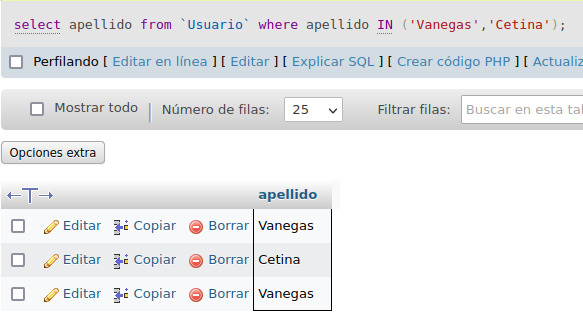 select apellido from `Usuario` where apellido IN ('Vanegas','Cetina');
Perfilando [ Editar en línea ] [ Editar ] [ Explicar SQL ] [ Crear código PHP ] [ Actualiz
Mostrar todo Número de filas: 25 Filtrar filas: Buscar en esta tab
Opciones extra
←T→ apellido
Editar Copiar Borrar Vanegas
Editar Copiar Borrar Cetina
Editar Copiar Borrar Vanegas